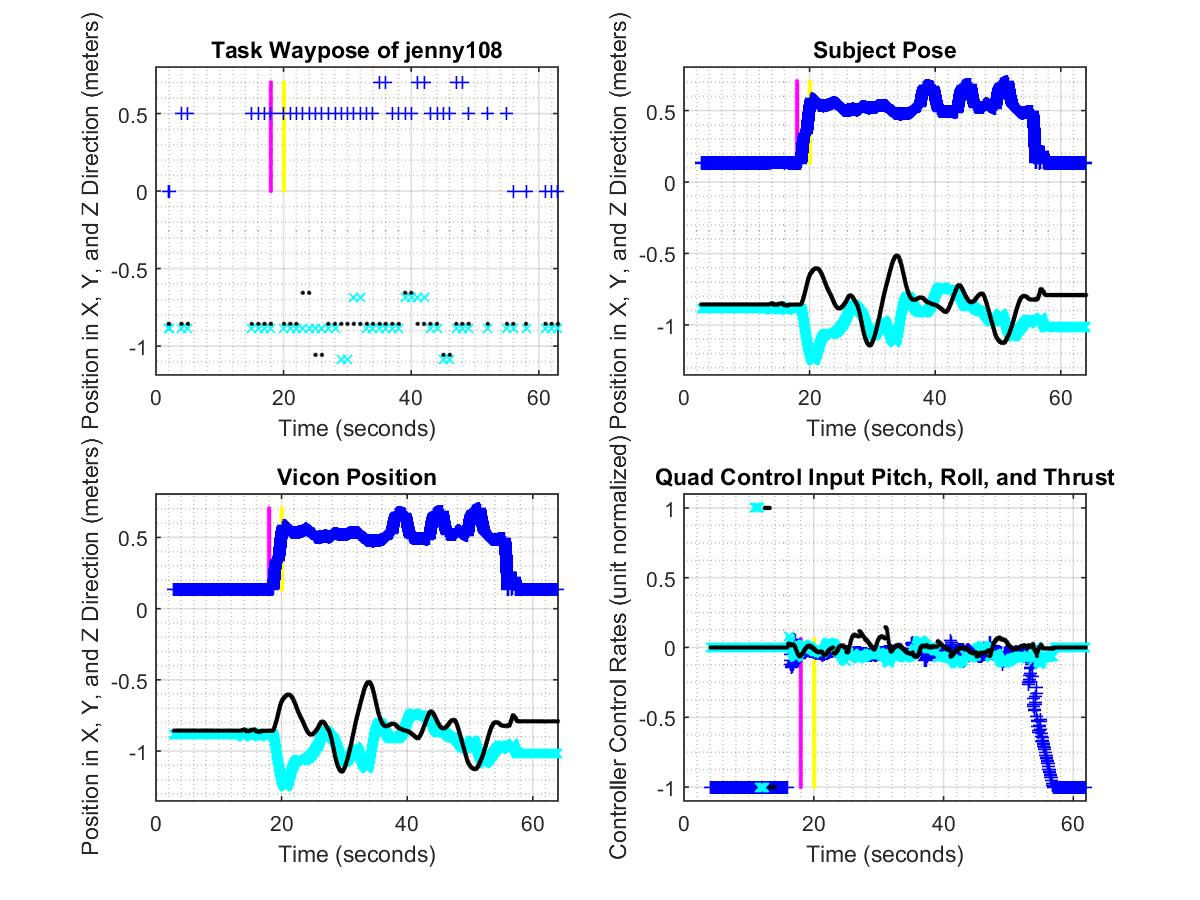 Task Waypose of jenny108
Position in X, Y, and Z Direction (meters)
0.5
0
-0.5
-1
0
20
40
60
Time (seconds)
Subject Pose
Position in X, Y, and Z Direction (meters)
0.5
0
-0.5
-1
0
20
40
60
Time (seconds)
Vicon Position
Position in X, Y, and Z Direction (meters)
0.5
0
-0.5
-1
0
20
40
60
Time (seconds)
Quad Control Input Pitch, Roll, and Thrust
Controller Control Rates (unit normalized)
1
0.5
0
-0.5
-1
0
20
40
60
Time (seconds)